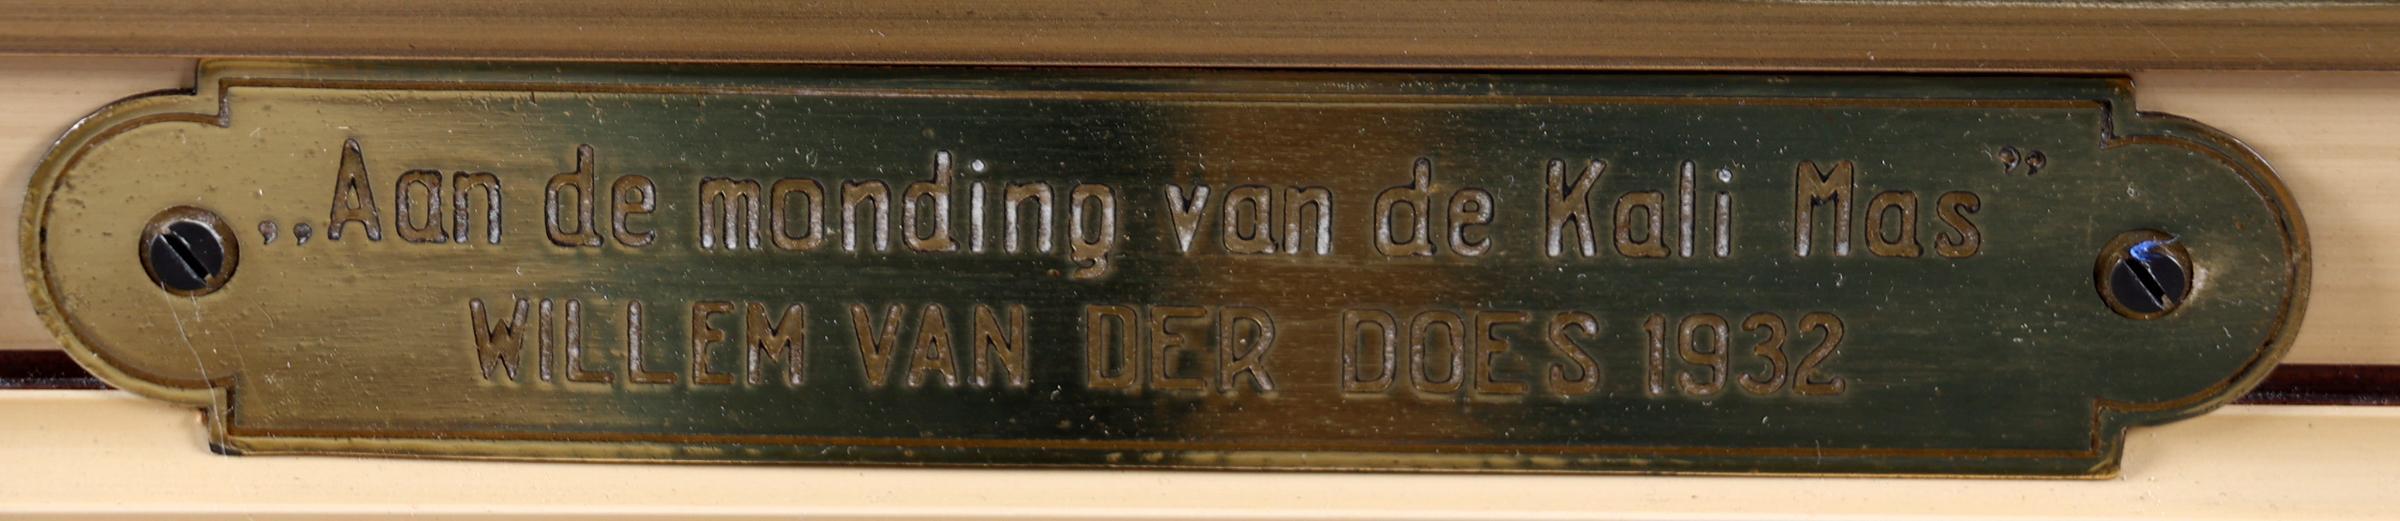 „Aan de monding van de Kali Mas”
WILLEM VAN DER DOES 1932